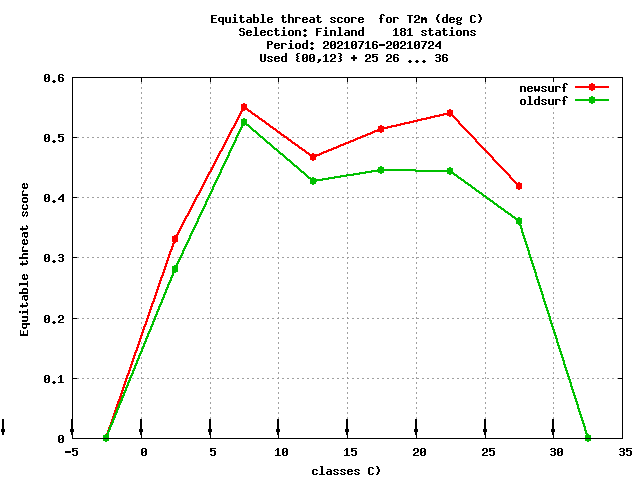 Equitable threat score  for T2m (deg C)
Selection: Finland    181 stations
Period: 20210716-20210724
Used {00,12} + 25 26 ... 36
newsurf
oldsurf
0.6
0.5
0.4
0.3
0.2
0.1
0
Equitable threat score
-5 0 5 10 15 20 25 30 35
classes C)